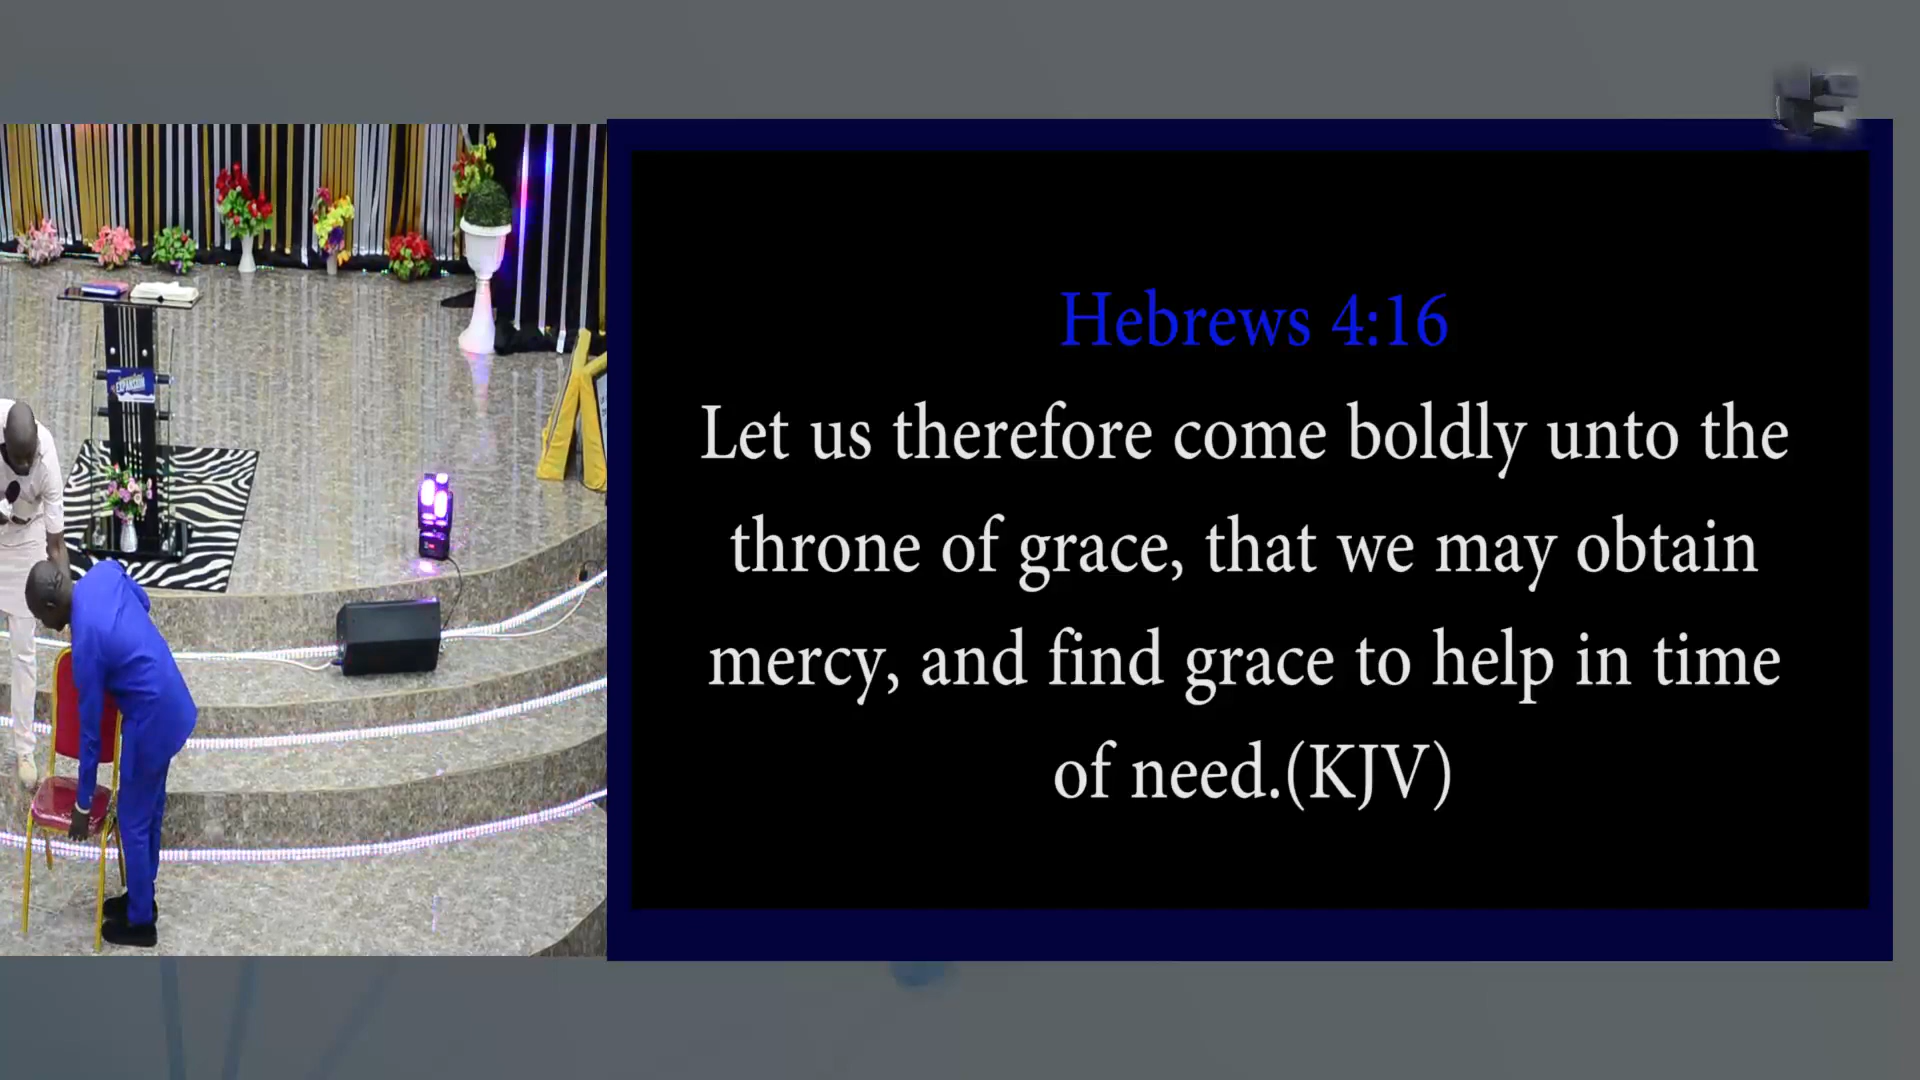 EXPANSION
Hebrews 4:16
Let us therefore come boldly unto the
throne of grace, that we may obtain
mercy, and find grace to help in time
of need.(KJV)